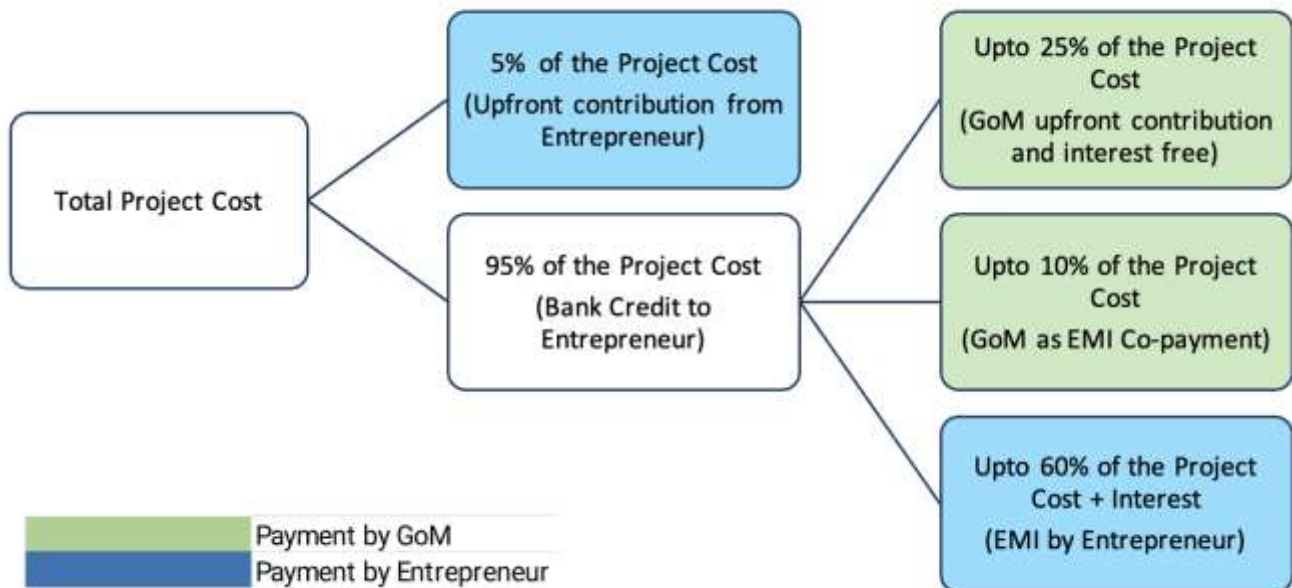 Total Project Cost
5% of the Project Cost
(Upfront contribution from
Entrepreneur)
95% of the Project Cost
(Bank Credit to
Entrepreneur)
Upto 25% of the Project
Cost
(GoM upfront contribution
and interest free)
Upto 10% of the Project
Cost
(GoM as EMI Co-payment)
Upto 60% of the Project
Cost + Interest
(EMI by Entrepreneur)
Payment by GoM
Payment by Entrepreneur